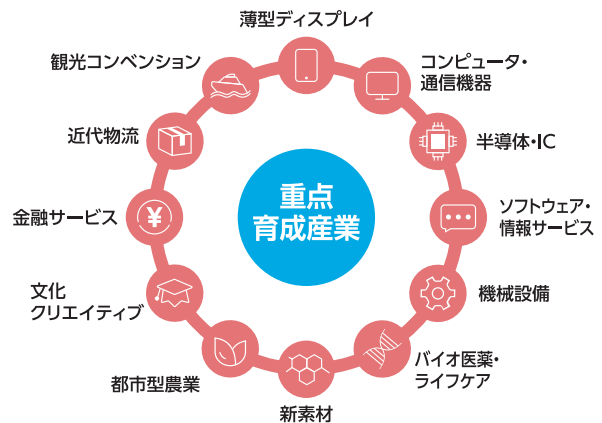 薄型ディスプレイ
コンピュータ・
通信機器
半導体・IC
ソフトウェア・
情報サービス
機械設備
バイオ医薬・
ライフケア
新素材
都市型農業
文化
クリエイティブ
金融サービス
¥
近代物流
観光コンベンション
重点
育成産業